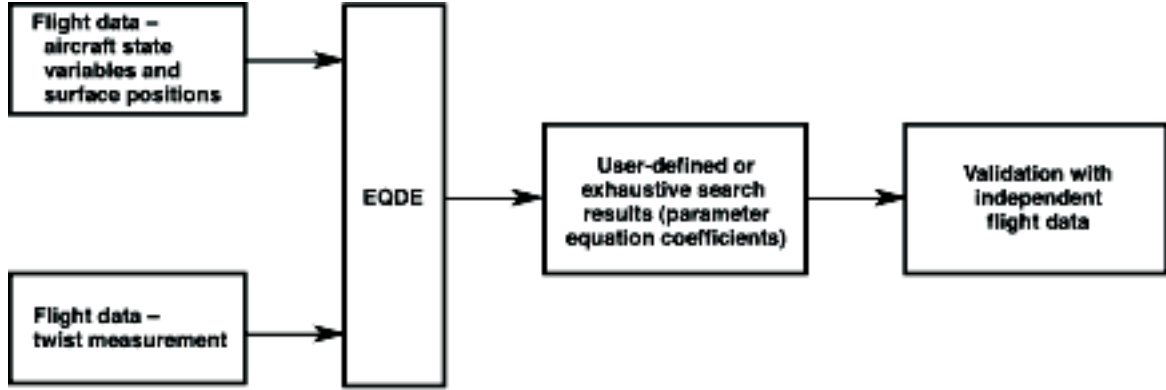 Flight data –
aircraft state
variables and
surface positions
Flight data –
twist measurement
EQDE
User-defined or
exhaustive search
results (parameter
equation coefficients)
Validation with
independent
flight data